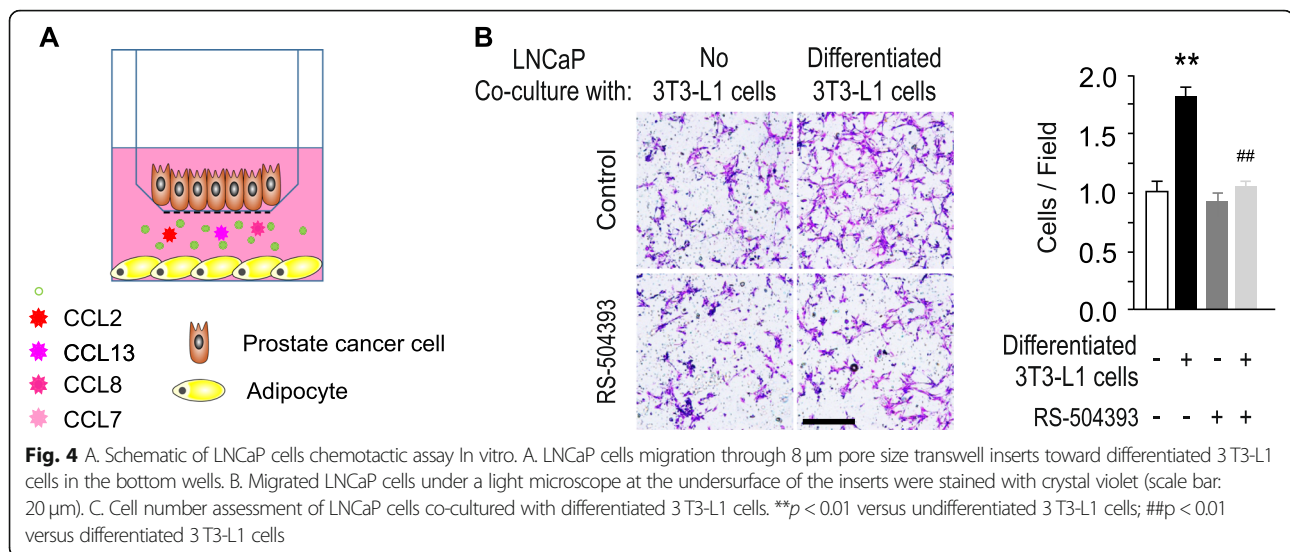 A
CCL2
CCL13
CCL8
CCL7
Prostate cancer cell
Adipocyte
B
LNCaP
Co-culture with:
No
3T3-L1 cells
Differentiated
3T3-L1 cells
Control
RS-504393
Cells / Field
2.0
1.5
1.0
0.5
0.0
**
##
Differentiated
3T3-L1 cells
- + - +
RS-504393
- - + +
Fig. 4 A. Schematic of LNCaP cells chemotactic assay In vitro. A. LNCaP cells migration through 8 μm pore size transwell inserts toward differentiated 3 T3-L1
cells in the bottom wells. B. Migrated LNCaP cells under a light microscope at the undersurface of the inserts were stained with crystal violet (scale bar:
20 μm). C. Cell number assessment of LNCaP cells co-cultured with differentiated 3 T3-L1 cells. **p < 0.01 versus undifferentiated 3 T3-L1 cells; ##p < 0.01
versus differentiated 3 T3-L1 cells